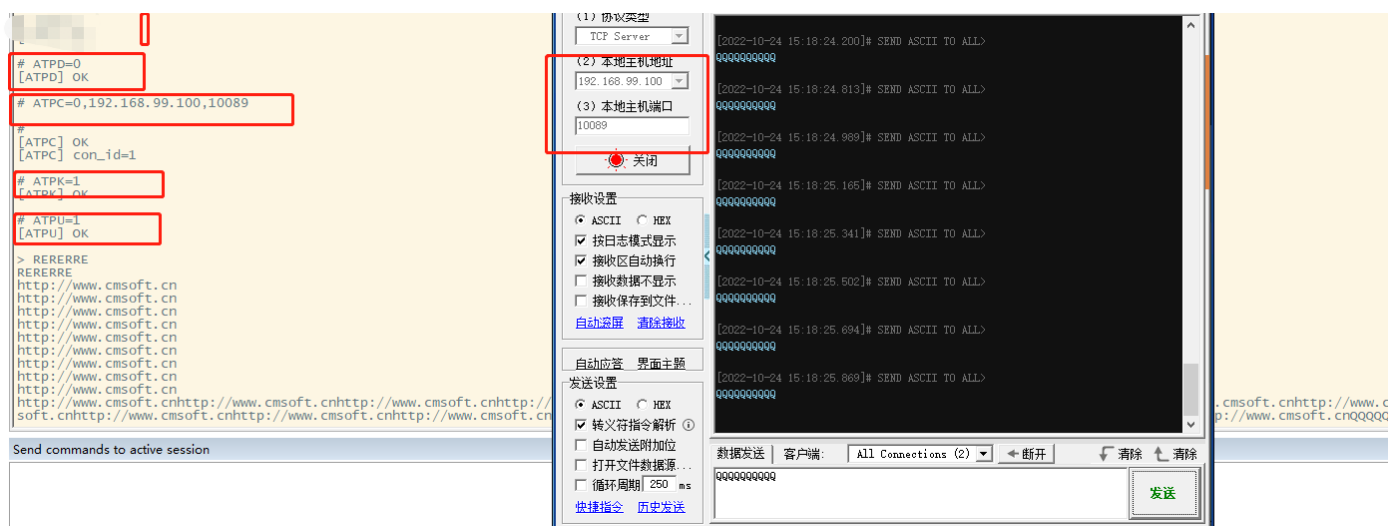 # ATPD=0
[ATPD] OK
# ATPC=0,192.168.99.100,10089
#
[ATPC] OK
[ATPC] con_id=1
# ATPK=1
[ATPK] OK
# ATPU=1
[ATPU] OK
> RERERRE
RERERRE
http://www.cmsoft.cn
http://www.cmsoft.cn
http://www.cmsoft.cn
http://www.cmsoft.cn
http://www.cmsoft.cn
http://www.cmsoft.cn
http://www.cmsoft.cn
http://www.cmsoft.cn
http://www.cmsoft.cn
http://www.cmsoft.cnhttp://www.cmsoft.cnhttp://www.cmsoft.cnhttp://
soft.cnhttp://www.cmsoft.cnhttp://www.cmsoft.cnhttp://www.cmsoft.cn
Send commands to active session
(1) 协议类型
TCP Server
(2) 本地主机地址
192.168.99.100
(3) 本地主机端口
10089
关闭
接收设置
ASCII HEX
按日志模式显示
接收区自动换行
接收数据不显示
接收保存到文件...
自动滚屏 清除接收
自动应答 界面主题
发送设置
ASCII HEX
转义符指令解析
自动发送附加位
打开文件数据源...
循环周期 250 ms
快捷指令 历史发送
[2022-10-24 15:18:24.200]# SEND ASCII TO ALL>
QQQQQQQQQQ
[2022-10-24 15:18:24.813]# SEND ASCII TO ALL>
QQQQQQQQQQ
[2022-10-24 15:18:24.989]# SEND ASCII TO ALL>
QQQQQQQQQQ
[2022-10-24 15:18:25.165]# SEND ASCII TO ALL>
QQQQQQQQQQ
[2022-10-24 15:18:25.341]# SEND ASCII TO ALL>
QQQQQQQQQQ
[2022-10-24 15:18:25.502]# SEND ASCII TO ALL>
QQQQQQQQQQ
[2022-10-24 15:18:25.694]# SEND ASCII TO ALL>
QQQQQQQQQQ
[2022-10-24 15:18:25.869]# SEND ASCII TO ALL>
QQQQQQQQQQ
数据发送 客户端: All Connections (2) 断开 清除 清除
QQQQQQQQQQ
发送
.cmsoft.cnhttp://www.c
p://www.cmsoft.cnQQQQQ